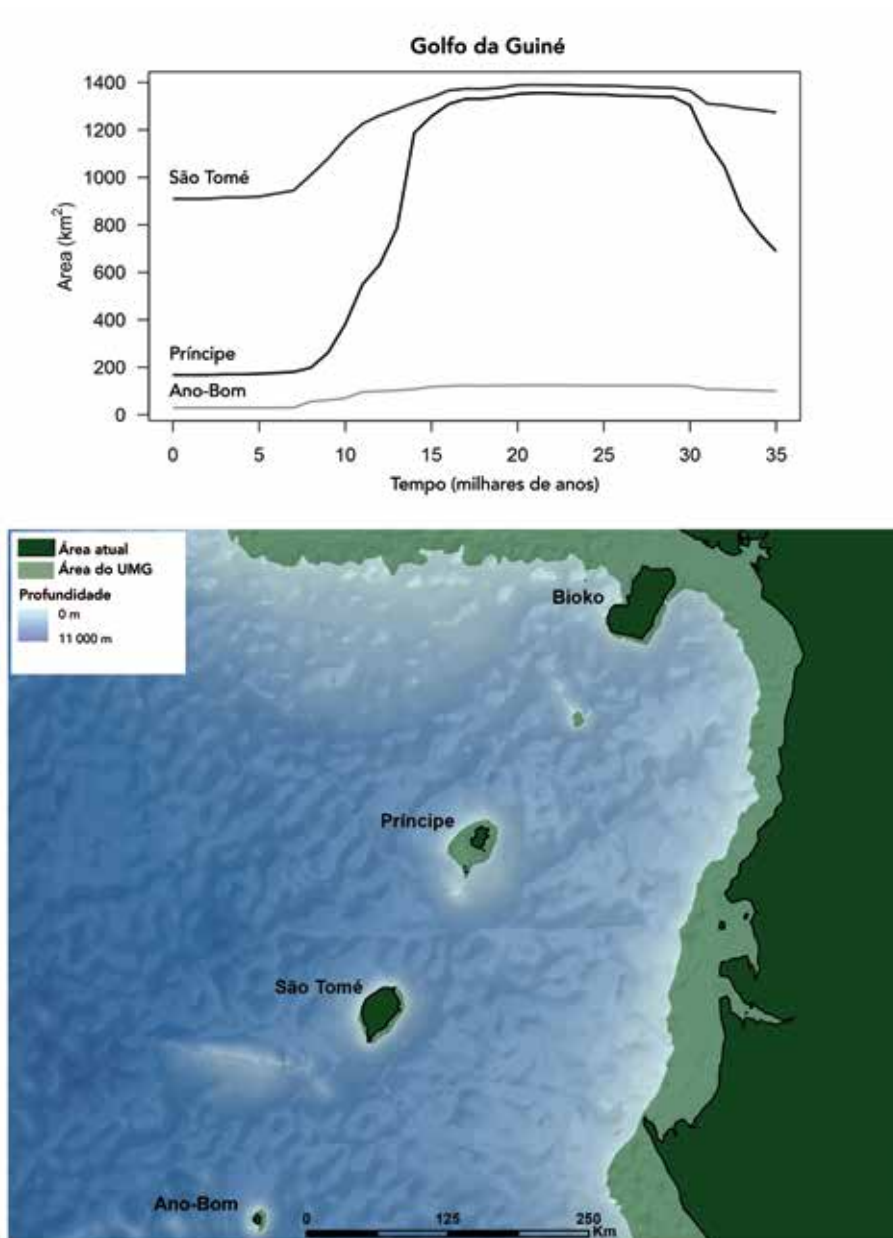 Golfo da Guiné
1400
1200
1000
800
600
400
200
0
Area (km²)
São Tomé
Príncipe
Ano-Bom
0 5 10 15 20 25 30 35
Tempo (milhares de anos)
Área atual
Área do UMG
Profundidade
0 m
11 000 m
Bioko
Príncipe
São Tomé
Ano-Bom
0 125 250
Km